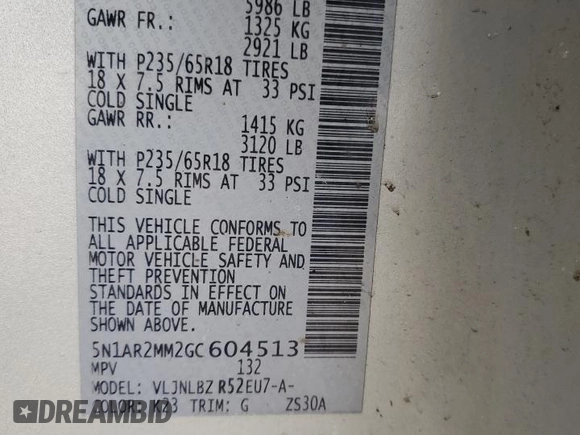 5986 LB
GAWR FR.: 1325 KG
2921 LB
WITH P235/65R18 TIRES
18 X 7.5 RIMS AT 33 PSI
COLD SINGLE
GAWR RR.: 1415 KG
3120 LB
WITH P235/65R18 TIRES
18 X 7.5 RIMS AT 33 PSI
COLD SINGLE
THIS VEHICLE CONFORMS TO
ALL APPLICABLE FEDERAL
MOTOR VEHICLE SAFETY AND
THEFT PREVENTION
STANDARDS IN EFFECT ON
THE DATE OF MANUFACTURE
SHOWN ABOVE.
5N1AR2MM2GC604513
MPV 132
MODEL: VLJNLBZ R52EU7-A-
COLOR: K23 TRIM: G ZS30A
DREAMBID